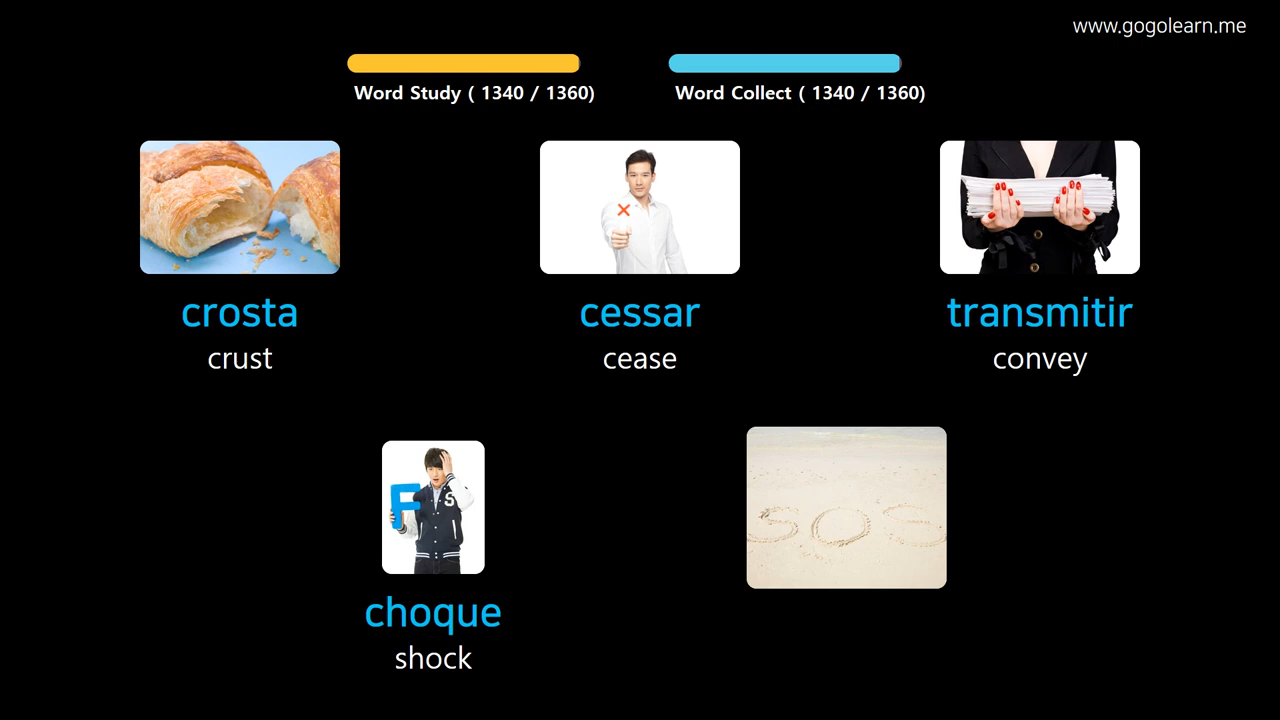 www.gogolearn.me
Word Study ( 1340 / 1360)
Word Collect ( 1340 / 1360)
crosta
crust
cessar
cease
transmitir
convey
F
S
SOS
choque
shock